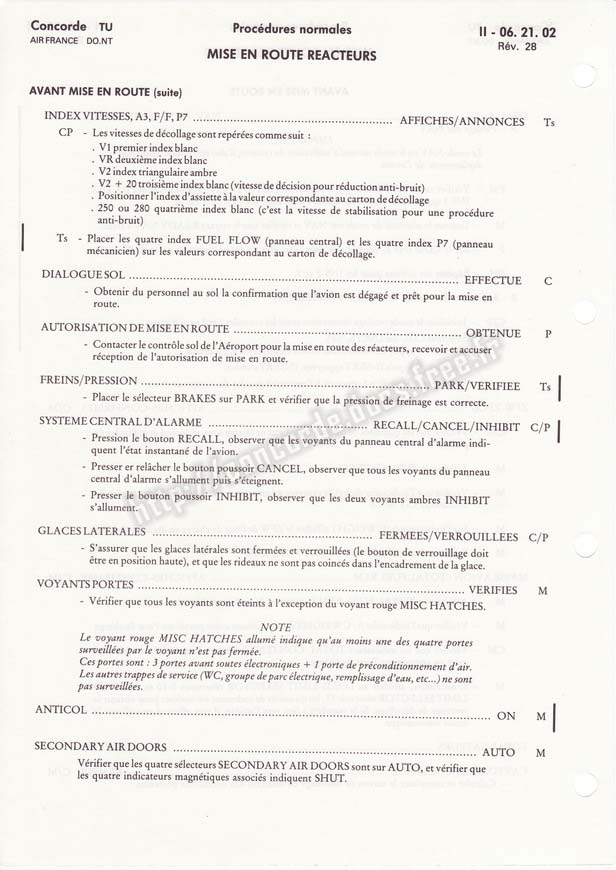 Concorde TU
AIR FRANCE DO.NT
Procédures normales
MISE EN ROUTE REACTEURS
II - 06. 21. 02
Rév. 28
AVANT MISE EN ROUTE (suite)
INDEX VITESSES, A3, F/F, P7 ........ AFFICHES/ANNONCES Ts
CP - Les vitesses de décollage sont repérées comme suit :
. V1 premier index blanc
. VR deuxième index blanc
. V2 index triangulaire ambre
. V2 + 20 troisième index blanc (vitesse de décision pour réduction anti-bruit)
. Positionner l'index d'assiette à la valeur correspondante au carton de décollage
. 250 ou 280 quatrième index blanc (c'est la vitesse de stabilisation pour une procédure
anti-bruit)
Ts - Placer les quatre index FUEL FLOW (panneau central) et les quatre index P7 (panneau
mécanicien) sur les valeurs correspondant au carton de décollage.
DIALOGUE SOL ........ EFFECTUE C
- Obtenir du personnel au sol la confirmation que l'avion est dégagé et prêt pour la mise en
route.
AUTORISATION DE MISE EN ROUTE ........ OBTENUE P
- Contacter le contrôle sol de l'Aéroport pour la mise en route des réacteurs, recevoir et accuser
réception de l'autorisation de mise en route.
FREINS/PRESSION ........ PARK/VERIFIEE Ts
- Placer le sélecteur BRAKES sur PARK et vérifier que la pression de freinage est correcte.
SYSTEME CENTRAL D'ALARME ........ RECALL/CANCEL/INHIBIT C/P
- Pression le bouton RECALL, observer que les voyants du panneau central d'alarme indi-
quent l'état instantané de l'avion.
- Presser er relâcher le bouton poussoir CANCEL, observer que tous les voyants du panneau
central d'alarme s'allument puis s'éteignent.
- Presser le bouton poussoir INHIBIT, observer que les deux voyants ambres INHIBIT
s'allument.
GLACES LATERALES ........ FERMEES/VERROUILLEES C/P
- S'assurer que les glaces latérales sont fermées et verrouillées (le bouton de verrouillage doit
être en position haute), et que les rideaux ne sont pas coincés dans l'encadrement de la glace.
VOYANTS PORTES ........ VERIFIES M
- Vérifier que tous les voyants sont éteints à l'exception du voyant rouge MISC HATCHES.
NOTE
Le voyant rouge MISC HATCHES allumé indique qu'au moins une des quatre portes
surveillées par le voyant n'est pas fermée.
Ces portes sont : 3 portes avant soutes électroniques + 1 porte de préconditionnement d'air.
Les autres trappes de service (WC, groupe de parc électrique, remplissage d'eau, etc...) ne sont
pas surveillées.
ANTICOL ........ ON M
SECONDARY AIR DOORS ........ AUTO M
Vérifier que les quatre sélecteurs SECONDARY AIR DOORS sont sur AUTO, et vérifier que
les quatre indicateurs magnétiques associés indiquent SHUT.